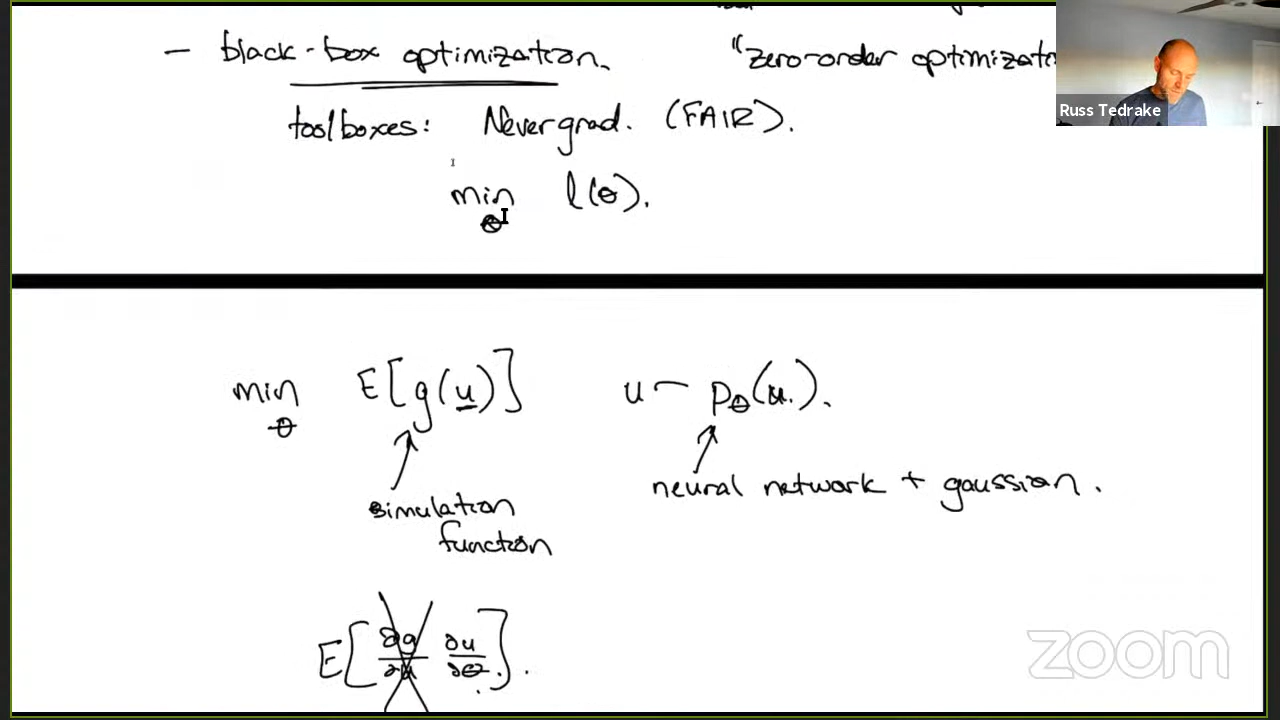 – black-box optimization.
"zero-order optimizati
Russ Tedrake
toolboxes: Nevergrad. (FAIR).
min l(θ).
θ
min E[g(u)] u ~ pθ(u.).
θ
simulation
function
neural network + gaussian.
E[∂g/∂u ∂u/∂θ].
zoom